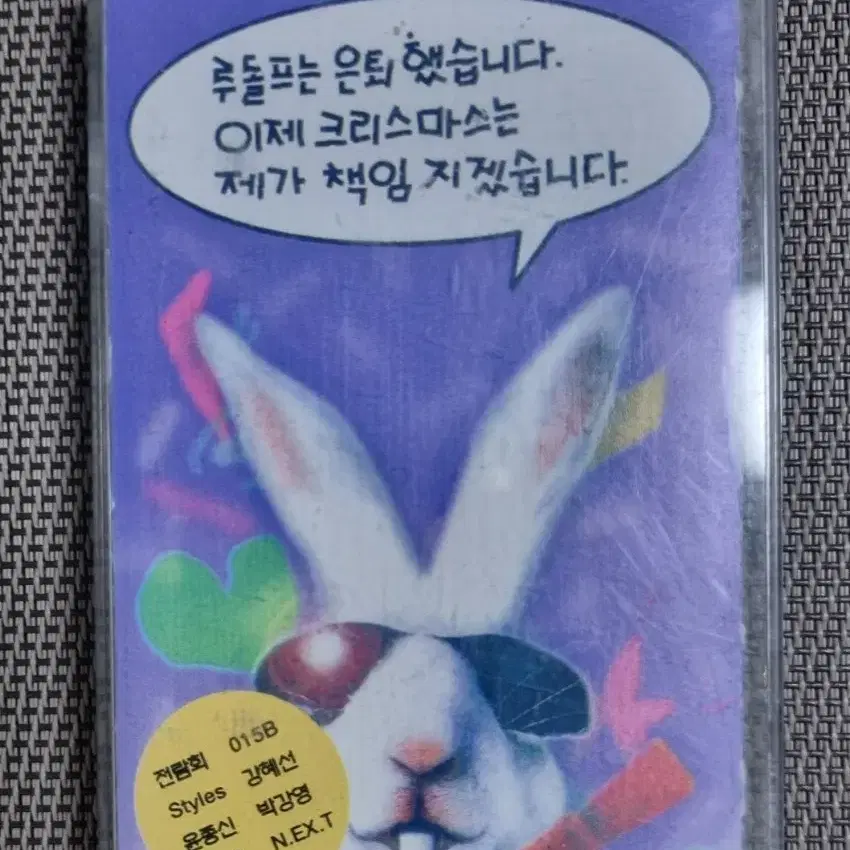 루돌프는 은퇴 했습니다.
이제 크리스마스는
제가 책임 지겠습니다.
전람회 015B
Styles 강혜선
윤종신 박강영
N.EX.T